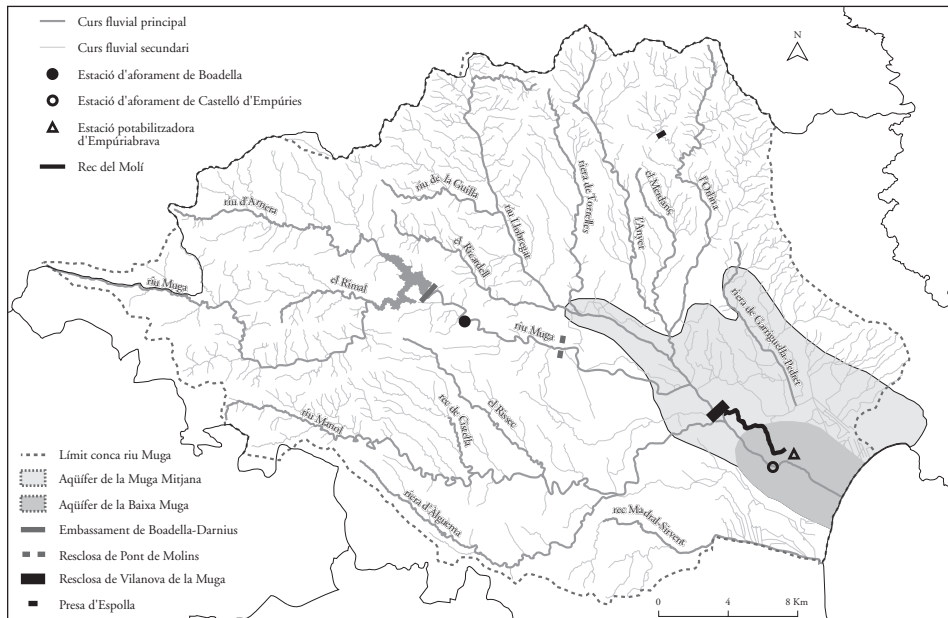 Curs fluvial principal
Curs fluvial secundari
Estació d'aforament de Boadella
Estació d'aforament de Castelló d'Empúries
Estació potabilitzadora
d'Empúriabrava
Rec del Molí
N
riu d'Arnera
riu Muga
el Rimal
riu de la Guilla
el Ricardell
riu Llobregat
riera de Torrelles
l'Anyet
el Merdanç
l'Orlina
riera de Garriguella-Pedret
riu Muga
riu Manol
rec de Cistella
el Rissec
riera d'Àlguema
rec Madral-Sirvent
Límit conca riu Muga
Aqüífer de la Muga Mitjana
Aqüífer de la Baixa Muga
Embassament de Boadella-Darnius
Resclosa de Pont de Molins
Resclosa de Vilanova de la Muga
Presa d'Espolla
0 4 8 Km